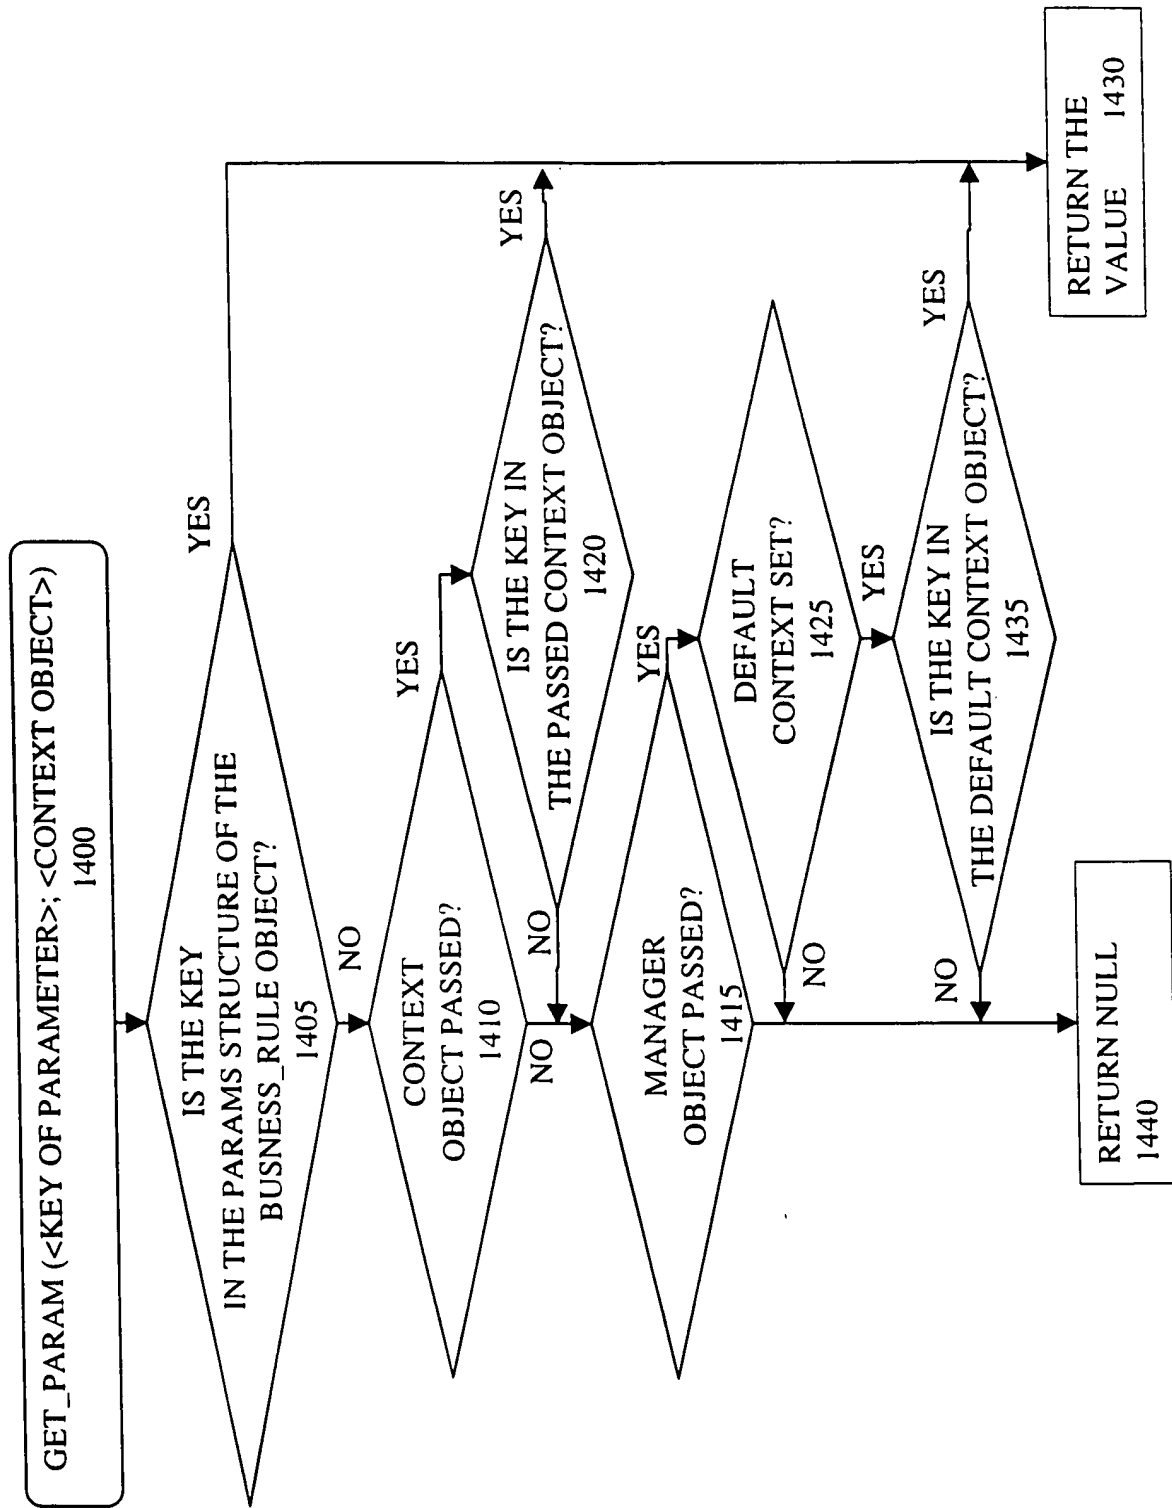 GET_PARAM (<KEY OF PARAMETER>; <CONTEXT OBJECT>)
1400
IS THE KEY
IN THE PARAMS STRUCTURE OF THE
BUSNESS_RULE OBJECT?
1405
YES
NO
CONTEXT
OBJECT PASSED?
1410
YES
NO
IS THE KEY IN
THE PASSED CONTEXT OBJECT?
1420
YES
NO
MANAGER
OBJECT PASSED?
1415
YES
DEFAULT
CONTEXT SET?
1425
NO
YES
IS THE KEY IN
THE DEFAULT CONTEXT OBJECT?
1435
YES
NO
RETURN THE
VALUE 1430
RETURN NULL
1440